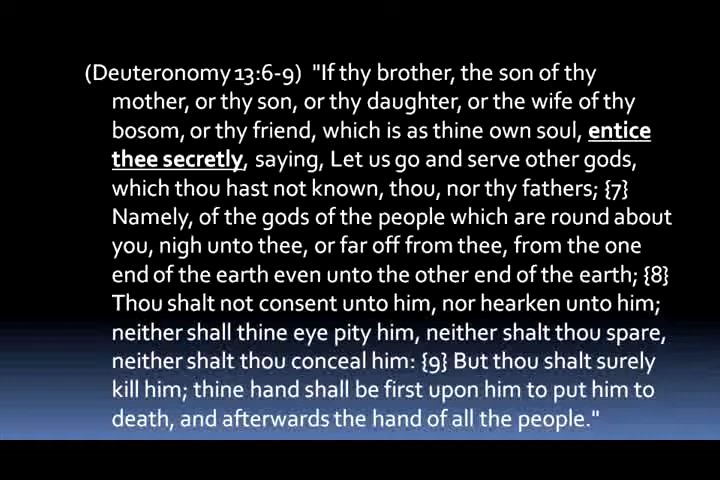 (Deuteronomy 13:6-9) "If thy brother, the son of thy
mother, or thy son, or thy daughter, or the wife of thy
bosom, or thy friend, which is as thine own soul, entice
thee secretly, saying, Let us go and serve other gods,
which thou hast not known, thou, nor thy fathers; {7}
Namely, of the gods of the people which are round about
you, nigh unto thee, or far off from thee, from the one
end of the earth even unto the other end of the earth; {8}
Thou shalt not consent unto him, nor hearken unto him;
neither shall thine eye pity him, neither shalt thou spare,
neither shalt thou conceal him: {9} But thou shalt surely
kill him; thine hand shall be first upon him to put him to
death, and afterwards the hand of all the people."